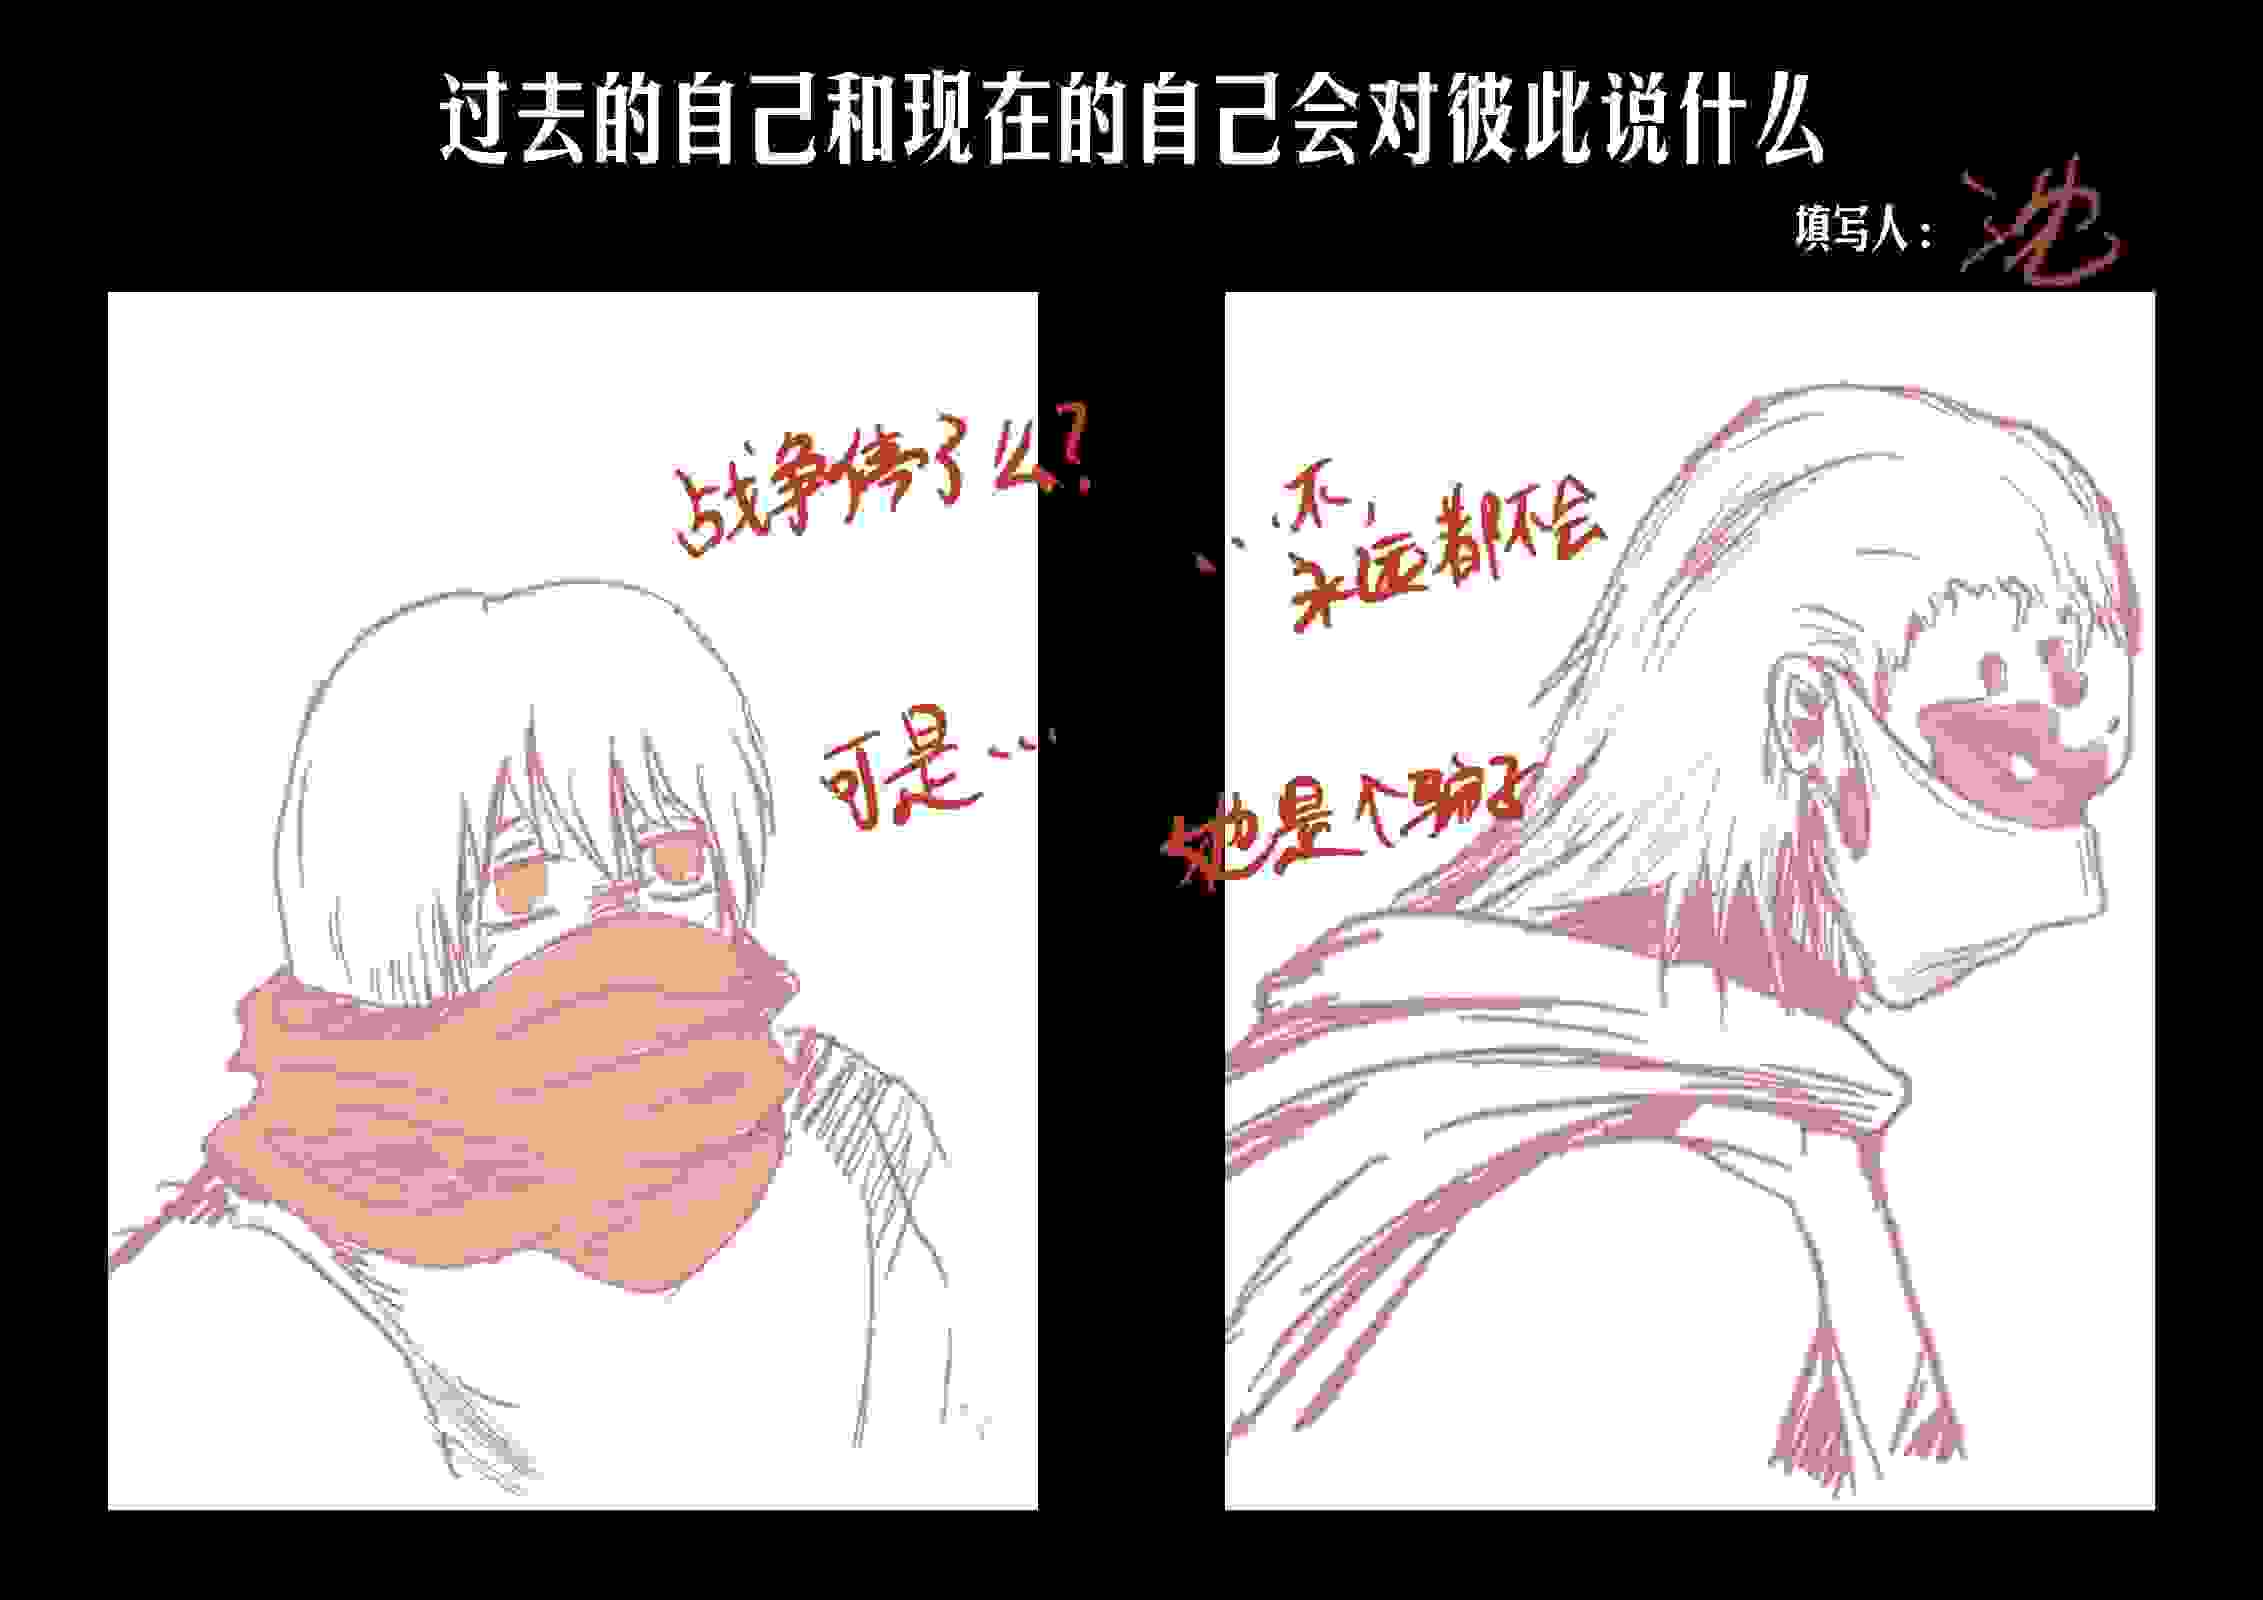 过去的自己和现在的自己会对彼此说什么
填写人：池
战争停了么？
…不，
永远都不会
可是…
她是个骗子